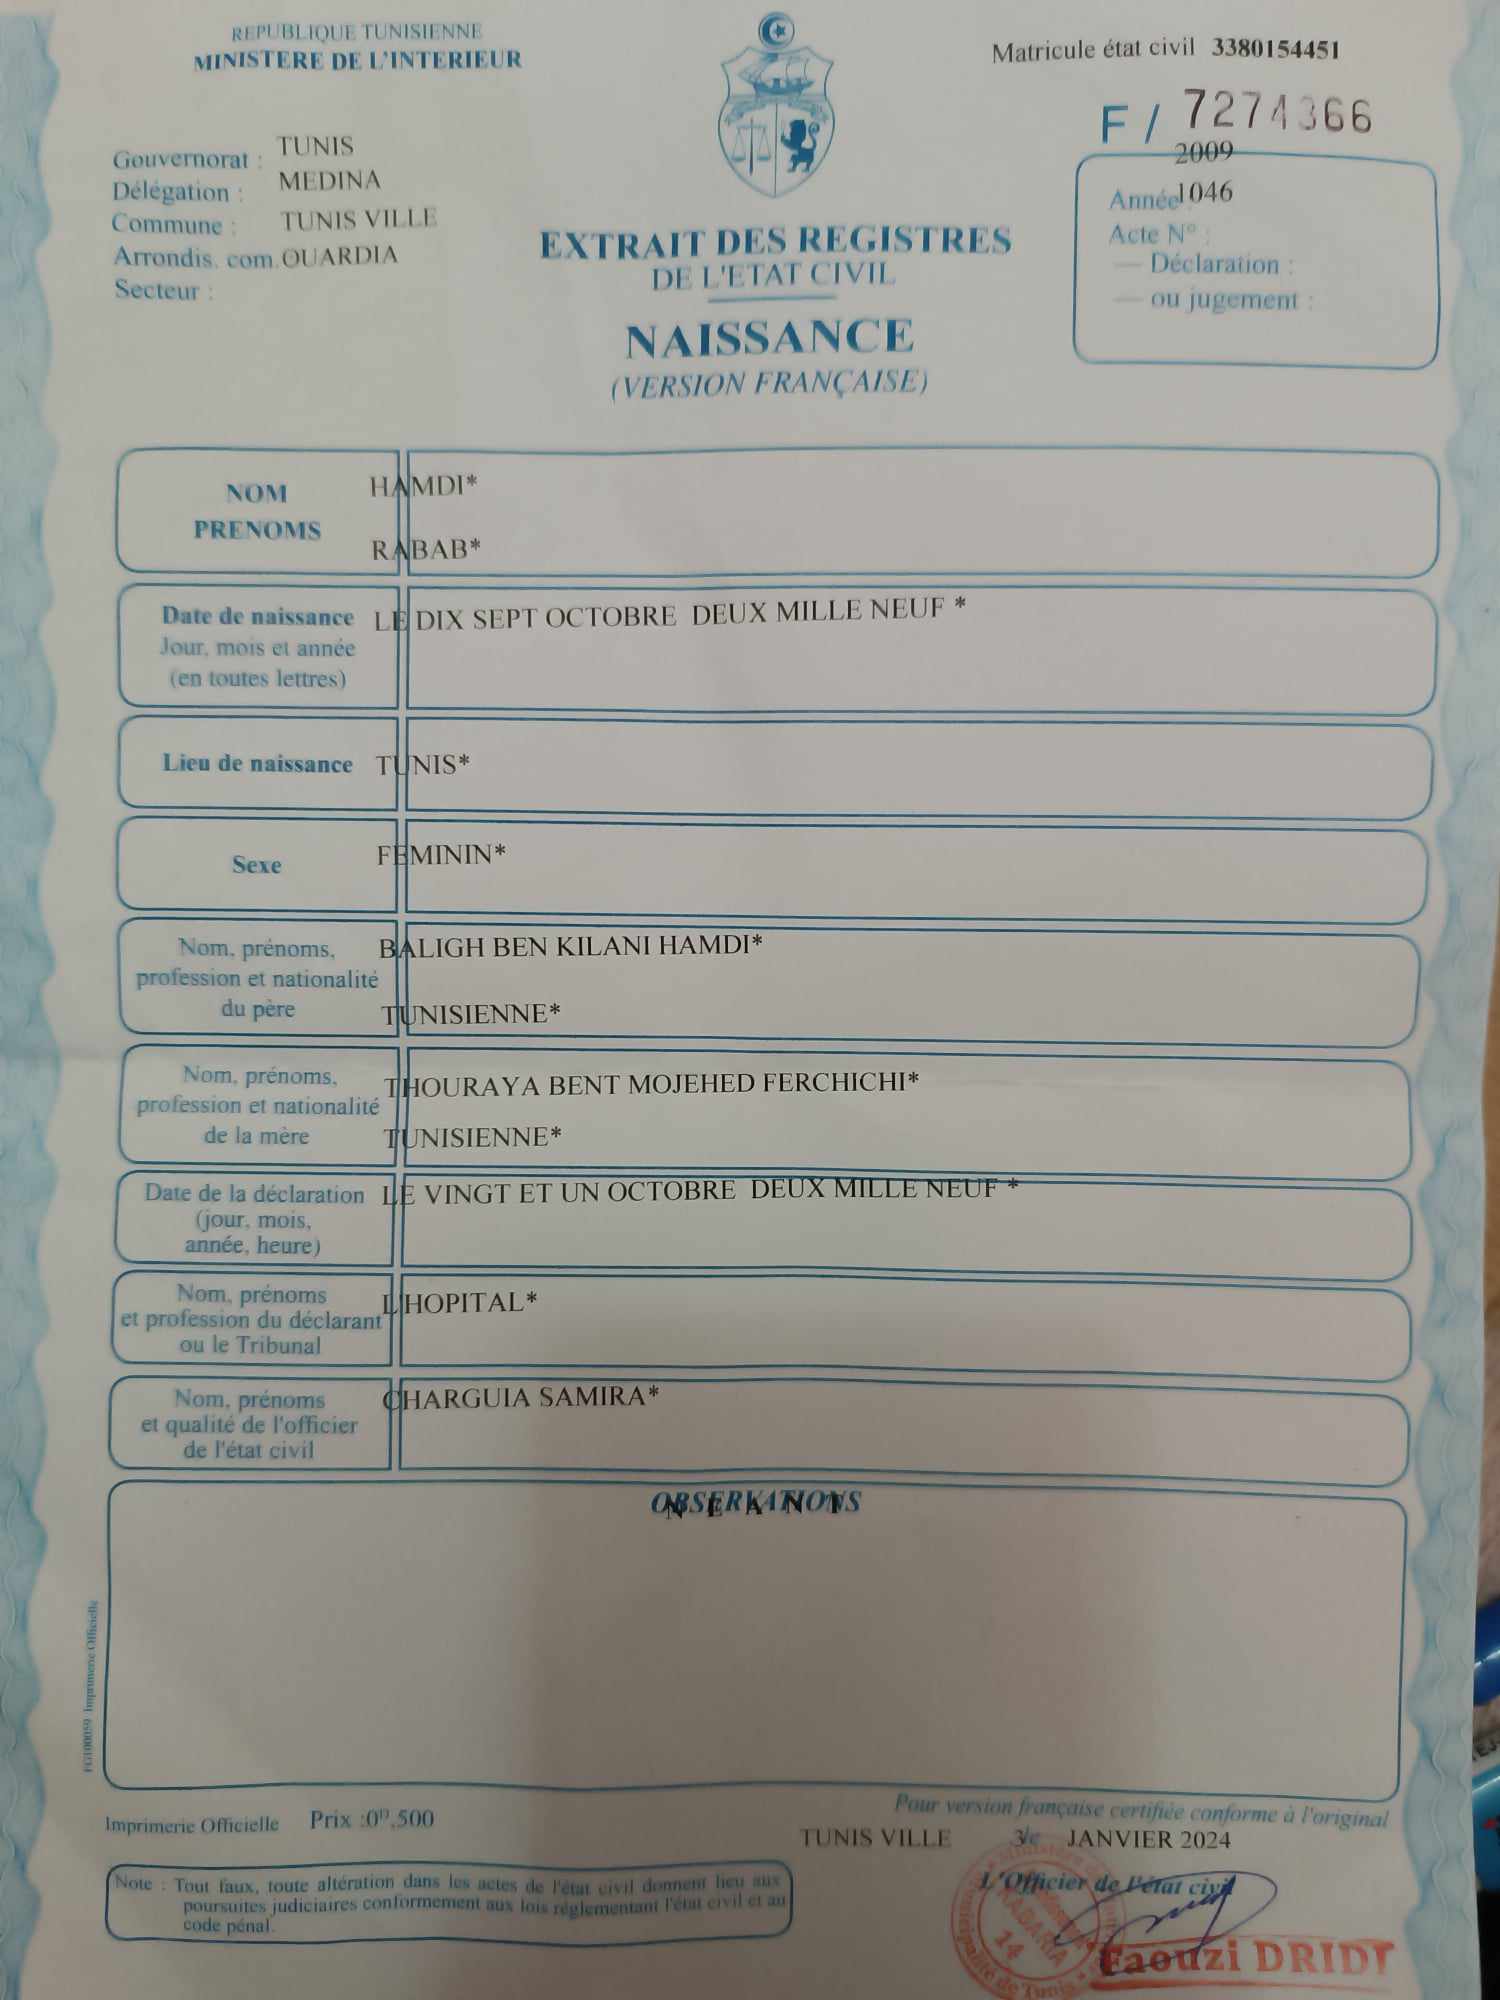 REPUBLIQUE TUNISIENNE
MINISTERE DE L'INTERIEUR
Matricule état civil 3380154451
F / 7274366
Gouvernorat : TUNIS
Délégation : MEDINA
Commune : TUNIS VILLE
Arrondis. com. OUARDIA
Secteur :
EXTRAIT DES REGISTRES
DE L'ETAT CIVIL
NAISSANCE
(VERSION FRANÇAISE)
2009
Année 1046
Acte N° :
— Déclaration :
— ou jugement :
NOM HAMDI*
PRENOMS RABAB*
Date de naissance LE DIX SEPT OCTOBRE DEUX MILLE NEUF *
Jour, mois et année
(en toutes lettres)
Lieu de naissance TUNIS*
Sexe FEMININ*
Nom, prénoms, BALIGH BEN KILANI HAMDI*
profession et nationalité
du père TUNISIENNE*
Nom, prénoms, THOURAYA BENT MOJEHED FERCHICHI*
profession et nationalité
de la mère TUNISIENNE*
Date de la déclaration LE VINGT ET UN OCTOBRE DEUX MILLE NEUF *
(jour, mois,
année, heure)
Nom, prénoms L'HOPITAL*
et profession du déclarant
ou le Tribunal
Nom, prénoms CHARGUIA SAMIRA*
et qualité de l'officier
de l'état civil
OBSERVATIONS
N E A N T
FG100059 Imprimerie Officielle
Imprimerie Officielle Prix :0ᴰ,500
Pour version française certifiée conforme à l'original
TUNIS VILLE 3 le JANVIER 2024
L'Officier de l'état civil
Note : Tout faux, toute altération dans les actes de l'état civil donnent lieu aux
poursuites judiciaires conformement aux lois réglementant l'état civil et au
code pénal.
14
Faouzi DRIDI